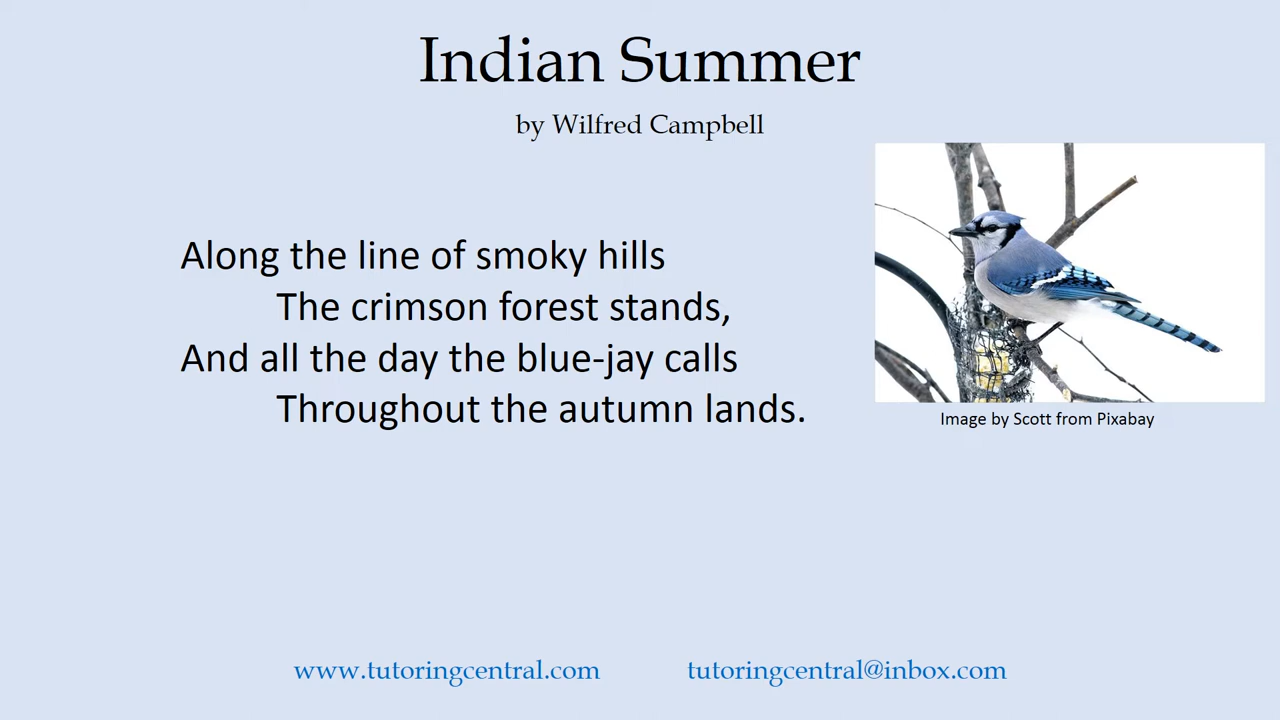 Indian Summer
by Wilfred Campbell
Along the line of smoky hills
The crimson forest stands,
And all the day the blue-jay calls
Throughout the autumn lands.
Image by Scott from Pixabay
www.tutoringcentral.com tutoringcentral@inbox.com